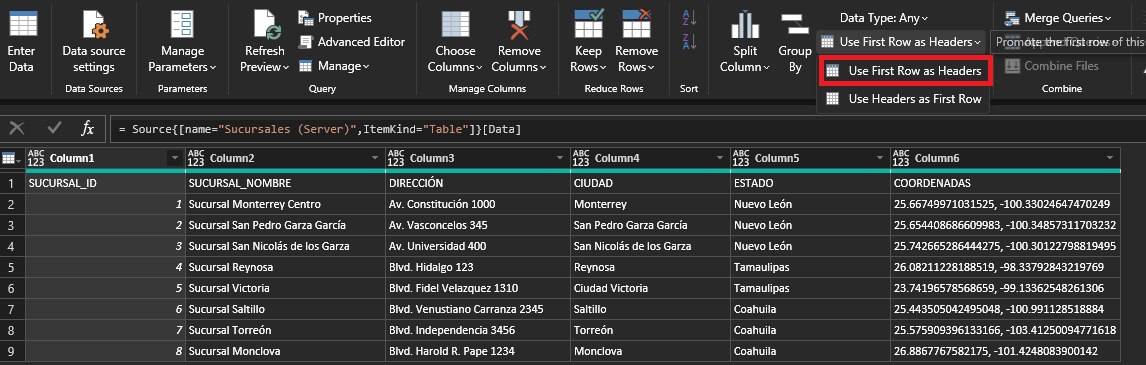 Enter
Data
Data source
settings
Data Sources
Manage
Parameters
Parameters
Refresh
Preview
Properties
Advanced Editor
Manage
Query
Choose
Columns
Remove
Columns
Manage Columns
Keep
Rows
Remove
Rows
Reduce Rows
A
Z
Z
A
Sort
Split
Column
Group
By
Data Type: Any
Use First Row as Headers
Use First Row as Headers
Use Headers as First Row
Merge Queries
Promote the first row of this
Combine Files
Combine
fx
= Source{[name="Sucursales (Server)",ItemKind="Table"]}[Data]
ABC 123 Column1 ABC 123 Column2 ABC 123 Column3 ABC 123 Column4 ABC 123 Column5 ABC 123 Column6
1 SUCURSAL_ID SUCURSAL_NOMBRE DIRECCIÓN CIUDAD ESTADO COORDENADAS
2 1 Sucursal Monterrey Centro Av. Constitución 1000 Monterrey Nuevo León 25.66749971031525, -100.33024647470249
3 2 Sucursal San Pedro Garza García Av. Vasconcelos 345 San Pedro Garza García Nuevo León 25.654408686609983, -100.34857311703232
4 3 Sucursal San Nicolás de los Garza Av. Universidad 400 San Nicolás de los Garza Nuevo León 25.742665286444275, -100.30122798819495
5 4 Sucursal Reynosa Blvd. Hidalgo 123 Reynosa Tamaulipas 26.08211228188519, -98.33792843219769
6 5 Sucursal Victoria Blvd. Fidel Velazquez 1310 Ciudad Victoria Tamaulipas 23.74196578568659, -99.13362548261306
7 6 Sucursal Saltillo Blvd. Venustiano Carranza 2345 Saltillo Coahuila 25.443505042495048, -100.991128518884
8 7 Sucursal Torreón Blvd. Independencia 3456 Torreón Coahuila 25.575909396133166, -103.41250094771618
9 8 Sucursal Monclova Blvd. Harold R. Pape 1234 Monclova Coahuila 26.8867767582175, -101.4248083900142